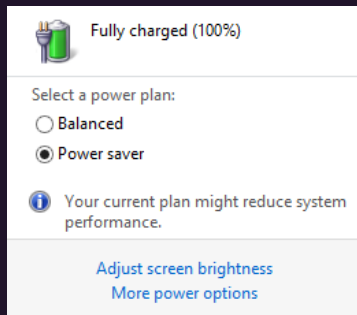 Fully charged (100%)
Select a power plan:
Balanced
Power saver
Your current plan might reduce system
performance.
Adjust screen brightness
More power options